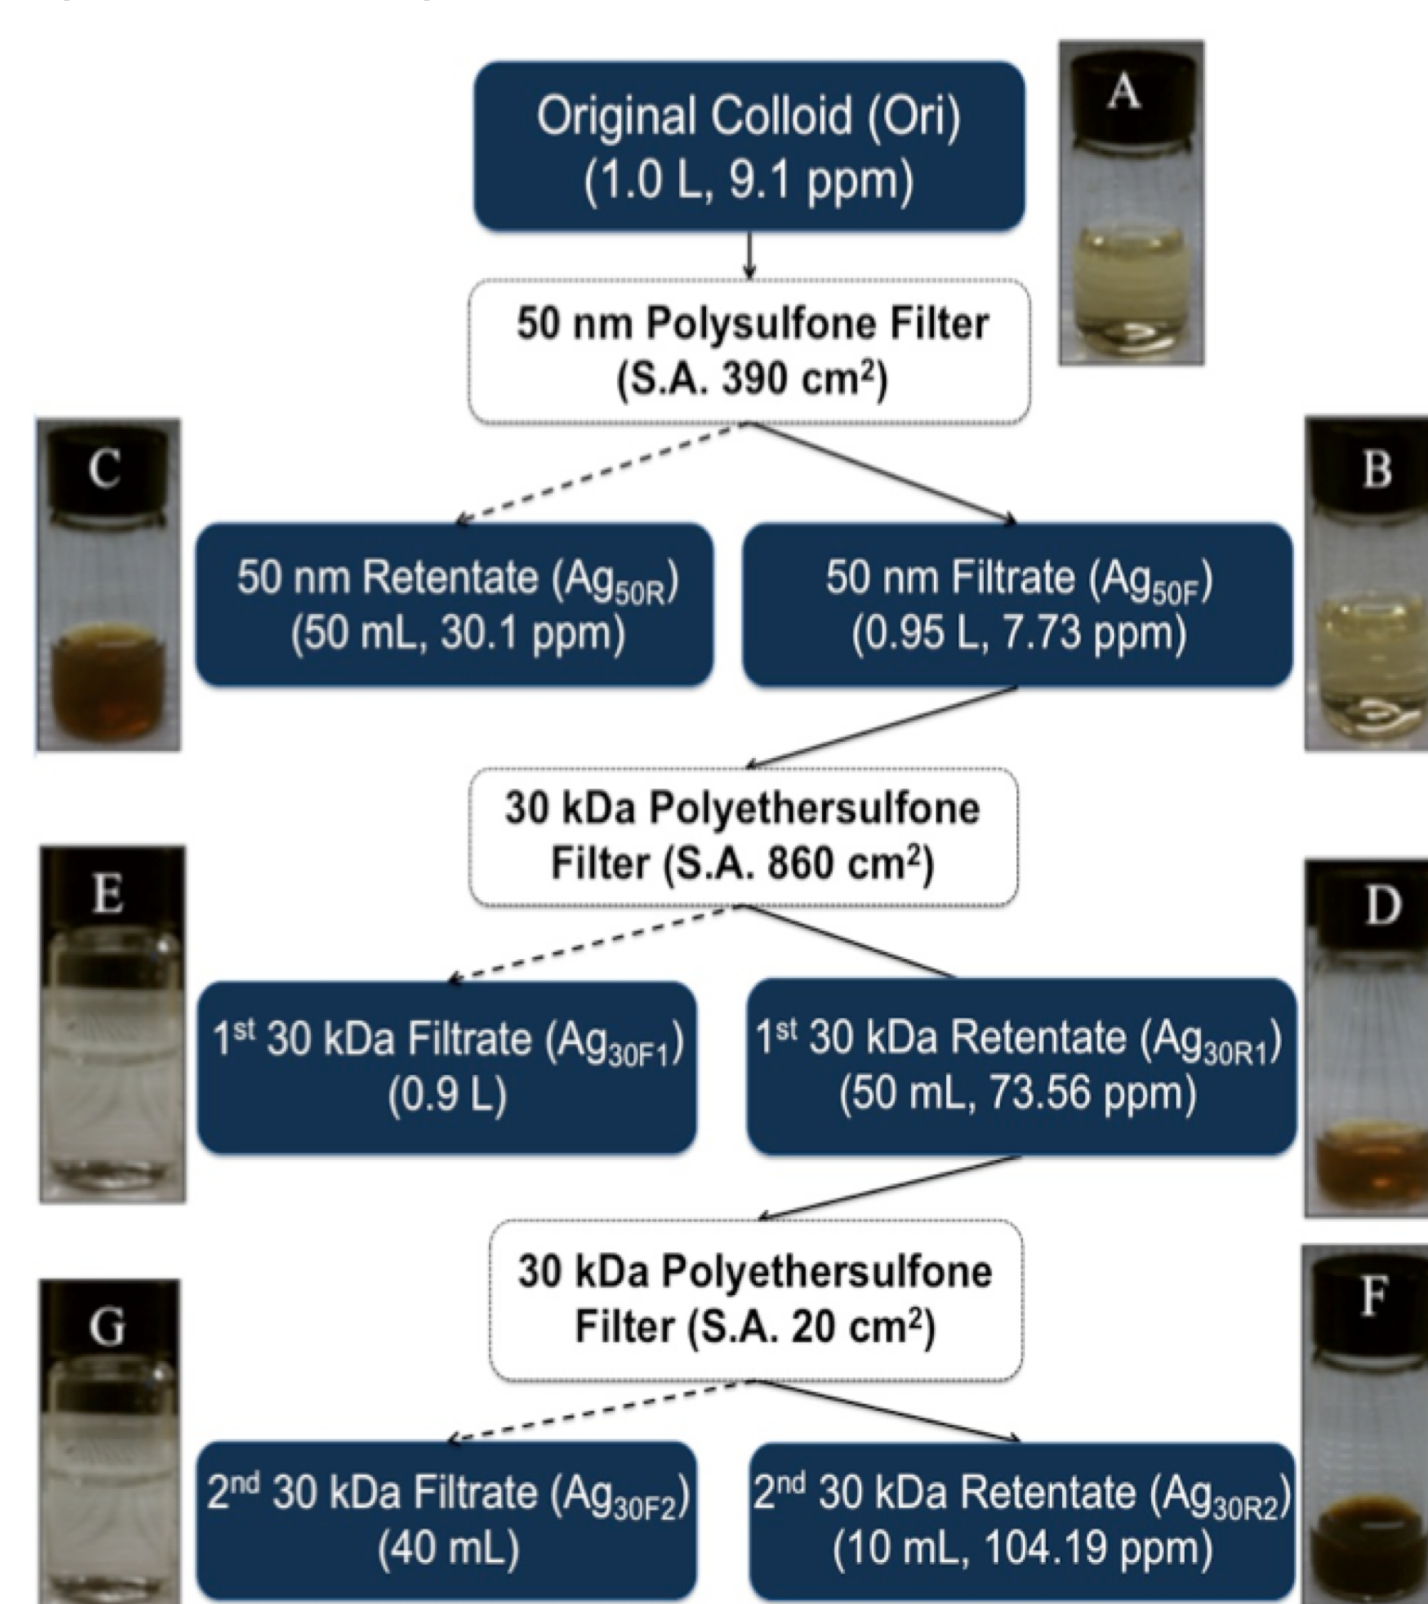 Original Colloid (Ori)
(1.0 L, 9.1 ppm)
A
50 nm Polysulfone Filter
(S.A. 390 cm²)
C
B
50 nm Retentate (Ag₅₀R)
(50 mL, 30.1 ppm)
50 nm Filtrate (Ag₅₀F)
(0.95 L, 7.73 ppm)
30 kDa Polyethersulfone
Filter (S.A. 860 cm²)
E
D
1st 30 kDa Filtrate (Ag30F1)
(0.9 L)
1st 30 kDa Retentate (Ag30R1)
(50 mL, 73.56 ppm)
30 kDa Polyethersulfone
Filter (S.A. 20 cm²)
G
F
2nd 30 kDa Filtrate (Ag30F2)
(40 mL)
2nd 30 kDa Retentate (Ag30R2)
(10 mL, 104.19 ppm)